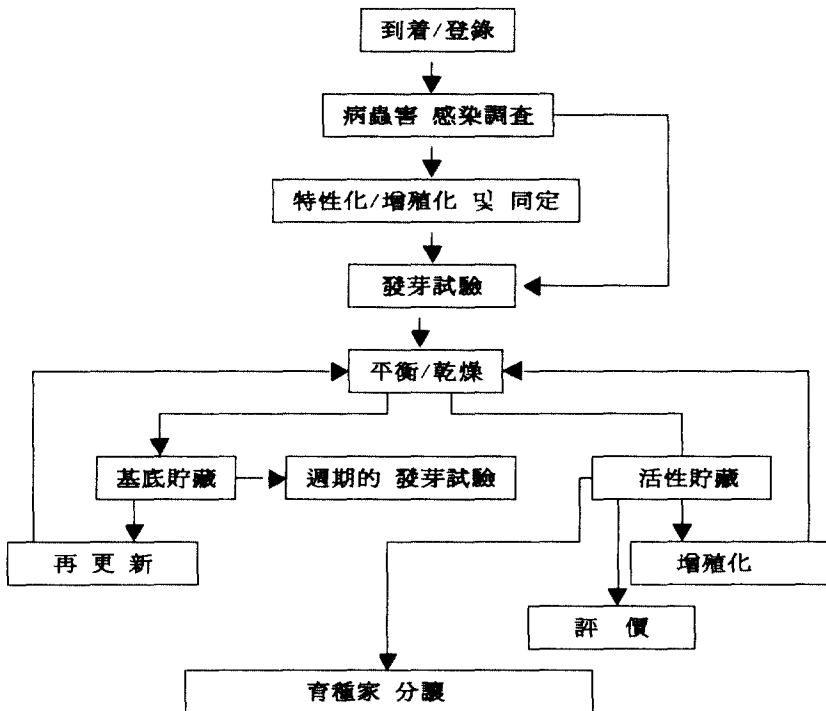 到着/登錄
病蟲害 感染調査
特性化/增殖化 및 同定
發芽試驗
平衡/乾燥
基底貯藏
週期的 發芽試驗
活性貯藏
再 更 新
增殖化
評 價
育種家 分讓